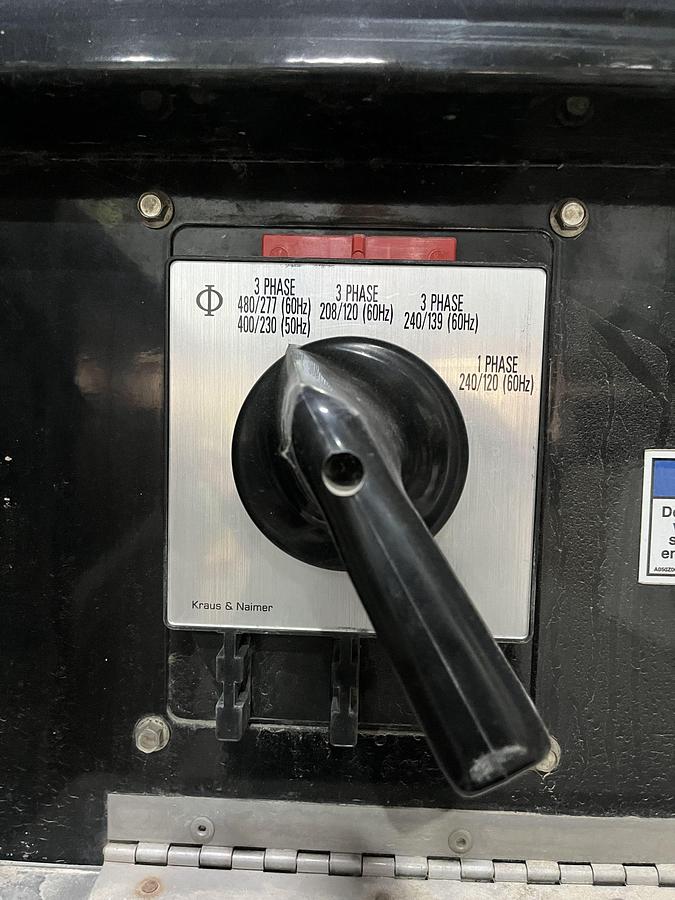 Φ
3 PHASE
480/277 (60Hz)
400/230 (50Hz)
3 PHASE
208/120 (60Hz)
3 PHASE
240/139 (60Hz)
1 PHASE
240/120 (60Hz)
Kraus & Naimer